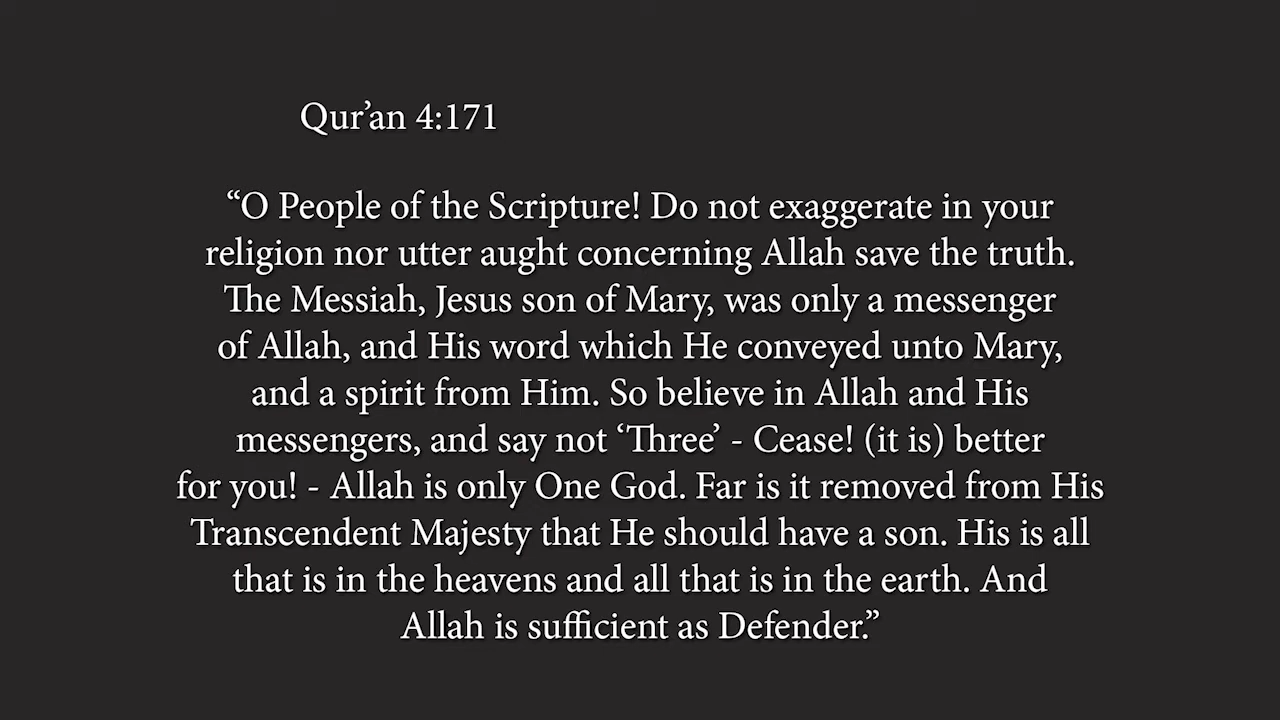 Qur’an 4:171
“O People of the Scripture! Do not exaggerate in your
religion nor utter aught concerning Allah save the truth.
The Messiah, Jesus son of Mary, was only a messenger
of Allah, and His word which He conveyed unto Mary,
and a spirit from Him. So believe in Allah and His
messengers, and say not ‘Three’ - Cease! (it is) better
for you! - Allah is only One God. Far is it removed from His
Transcendent Majesty that He should have a son. His is all
that is in the heavens and all that is in the earth. And
Allah is sufficient as Defender.”